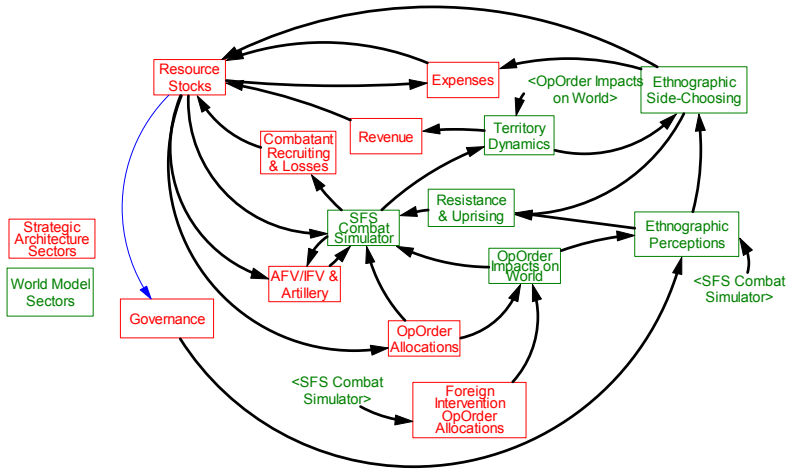 Resource
Stocks
Expenses
<OpOrder Impacts
on World>
Ethnographic
Side-Choosing
Combatant
Recruiting
& Losses
Revenue
Territory
Dynamics
SFS
Combat
Simulator
Resistance
& Uprising
Ethnographic
Perceptions
Strategic
Architecture
Sectors
World Model
Sectors
AFV/IFV &
Artillery
OpOrder
Impacts on
World
<SFS Combat
Simulator>
Governance
OpOrder
Allocations
<SFS Combat
Simulator>
Foreign
Intervention
OpOrder
Allocations